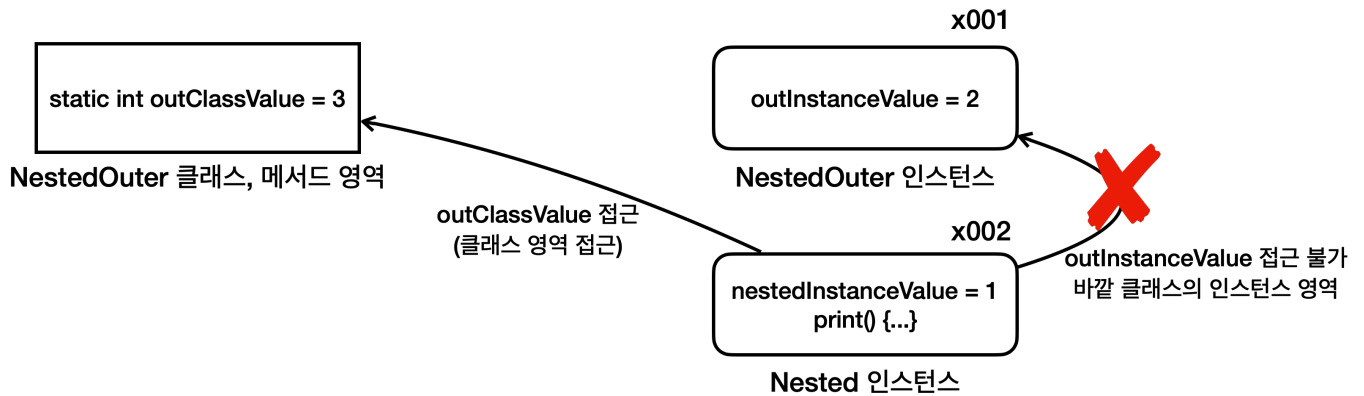 x001
static int outClassValue = 3
outInstanceValue = 2
NestedOuter 클래스, 메서드 영역
NestedOuter 인스턴스
outClassValue 접근
(클래스 영역 접근)
x002
outInstanceValue 접근 불가
바깥 클래스의 인스턴스 영역
nestedInstanceValue = 1
print() {...}
Nested 인스턴스